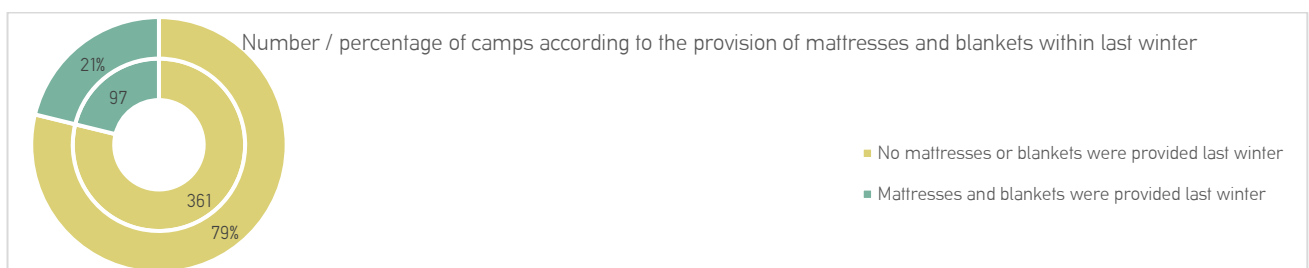 Number / percentage of camps according to the provision of mattresses and blankets within last winter
21%
97
361
79%
No mattresses or blankets were provided last winter
Mattresses and blankets were provided last winter